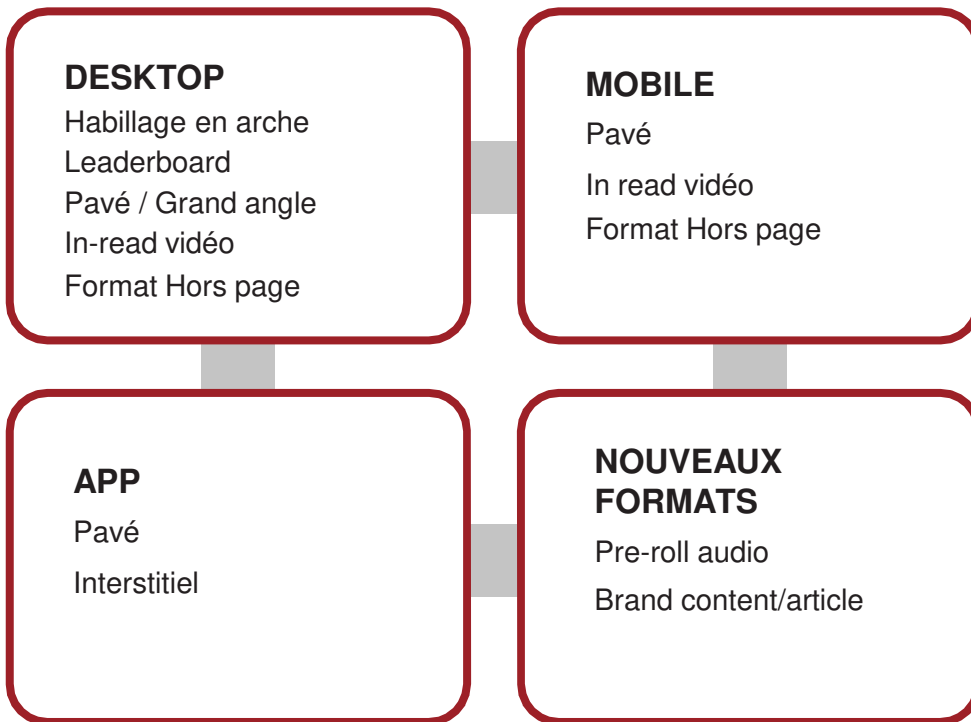 DESKTOP
Habillage en arche
Leaderboard
Pavé / Grand angle
In-read vidéo
Format Hors page
MOBILE
Pavé
In read vidéo
Format Hors page
APP
Pavé
Interstitiel
NOUVEAUX
FORMATS
Pre-roll audio
Brand content/article